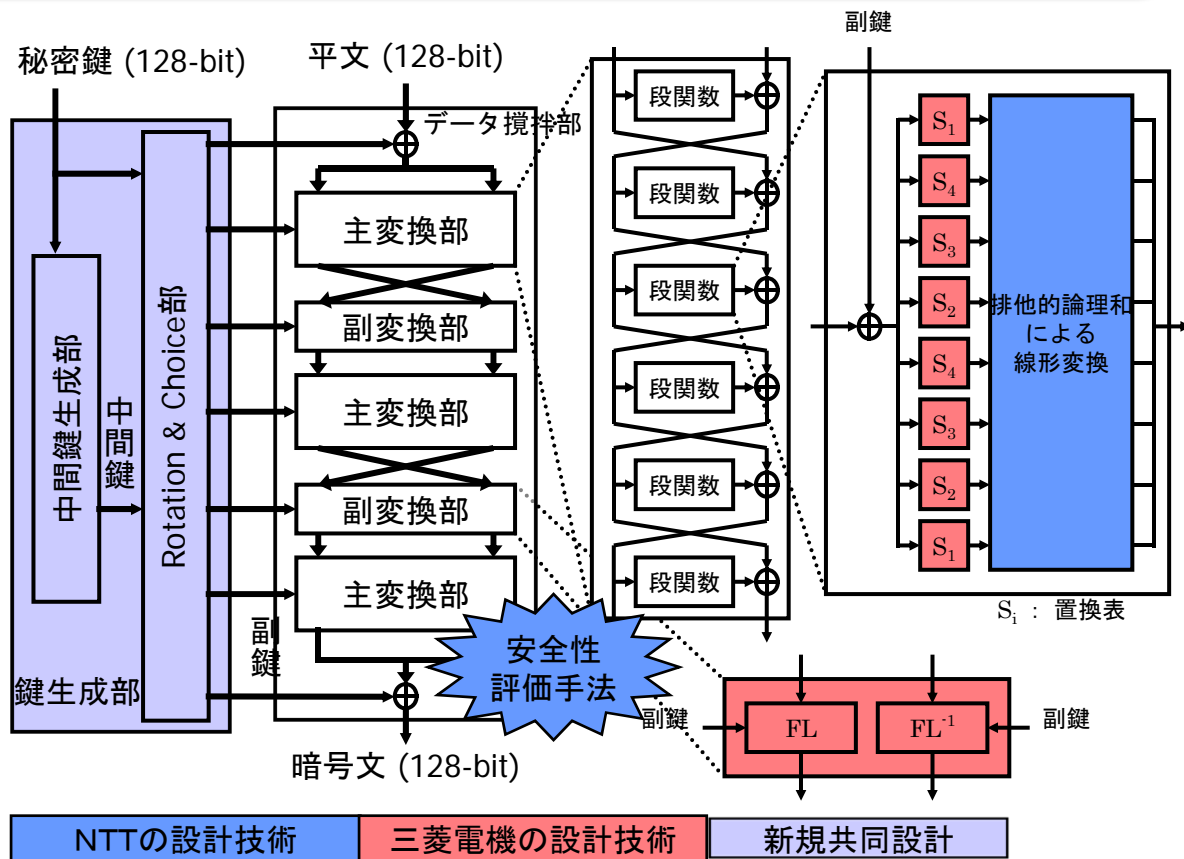 秘密鍵 (128-bit)
平文 (128-bit)
副鍵
データ攪拌部
段関数
段関数
段関数
段関数
段関数
段関数
主変換部
副変換部
主変換部
副変換部
主変換部
中間鍵生成部
中間鍵
Rotation & Choice部
鍵生成部
副鍵
S1
S4
S3
S2
S4
S3
S2
S1
排他的論理和
による
線形変換
Si : 置換表
安全性
評価手法
副鍵
FL
FL-1
副鍵
暗号文 (128-bit)
NTTの設計技術
三菱電機の設計技術
新規共同設計